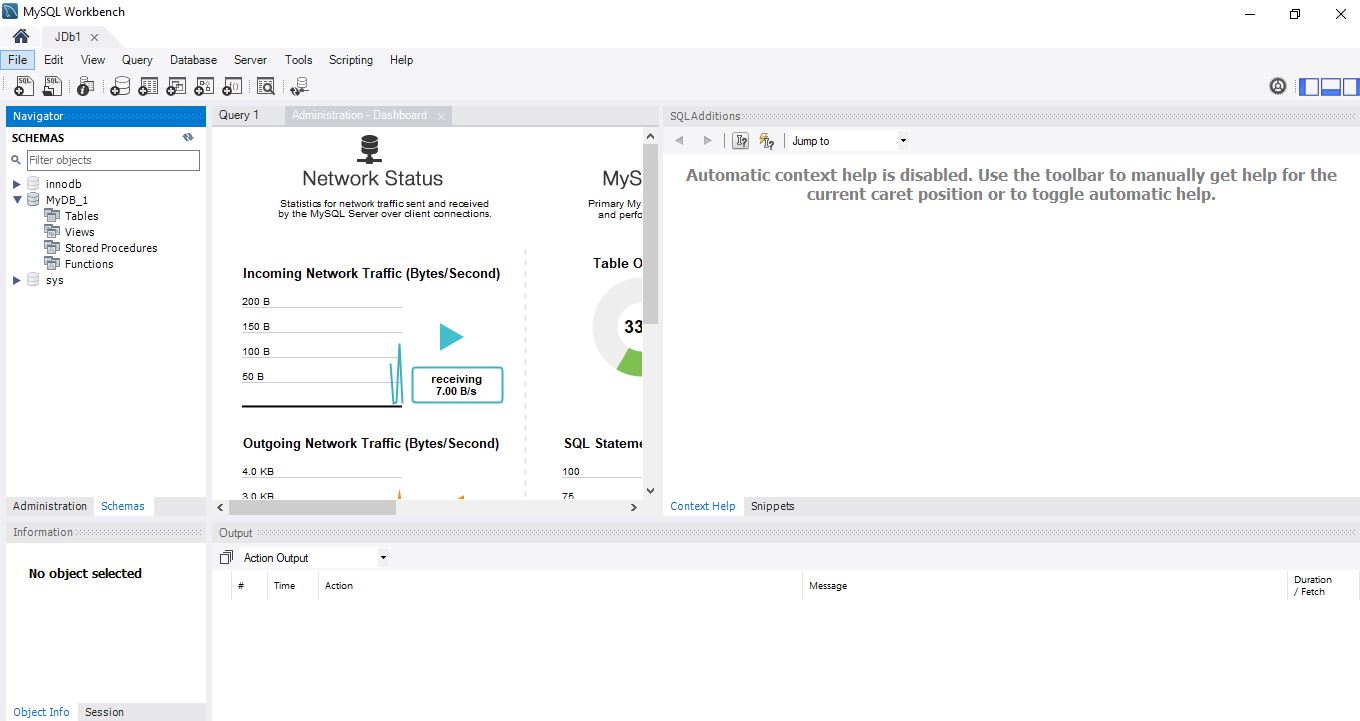 MySQL Workbench
JDb1
File Edit View Query Database Server Tools Scripting Help
SQL SQL
Navigator
SCHEMAS
Filter objects
innodb
MyDB_1
Tables
Views
Stored Procedures
Functions
sys
Administration Schemas
Information
No object selected
Object Info Session
Query 1 Administration - Dashboard
Network Status
Statistics for network traffic sent and received
by the MySQL Server over client connections.
Incoming Network Traffic (Bytes/Second)
200 B
150 B
100 B
50 B
receiving
7.00 B/s
Outgoing Network Traffic (Bytes/Second)
4.0 KB
3.0 KB
MyS
Primary My
and perfo
Table O
33
SQL Stateme
100
75
SQLAdditions
Jump to
Automatic context help is disabled. Use the toolbar to manually get help for the
current caret position or to toggle automatic help.
Context Help Snippets
Output
Action Output
# Time Action Message Duration
/ Fetch